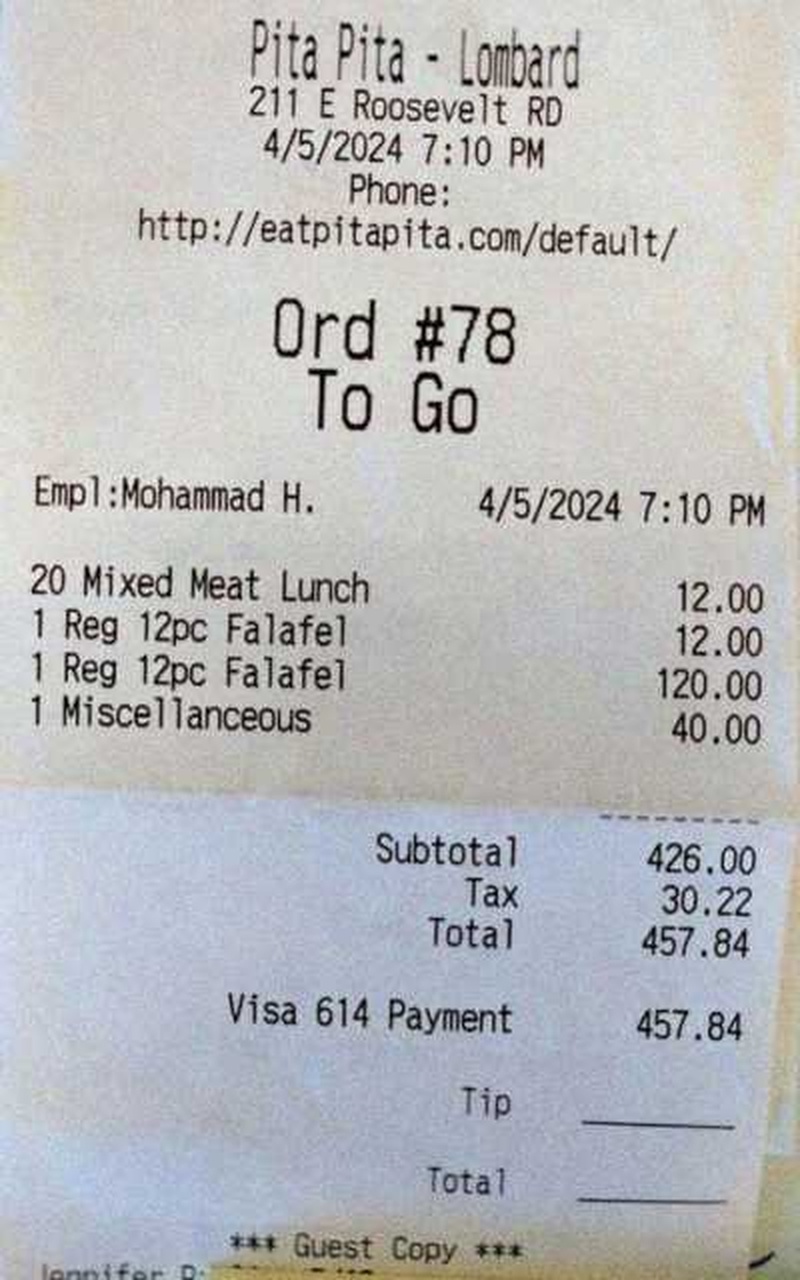 Pita Pita - Lombard
211 E Roosevelt RD
4/5/2024 7:10 PM
Phone:
http://eatpitapita.com/default/
Ord #78
To Go
Empl:Mohammad H. 4/5/2024 7:10 PM
20 Mixed Meat Lunch 12.00
1 Reg 12pc Falafel 12.00
1 Reg 12pc Falafel 120.00
1 Miscellanceous 40.00
Subtotal 426.00
Tax 30.22
Total 457.84
Visa 614 Payment 457.84
Tip
Total
*** Guest Copy ***
Jennifer